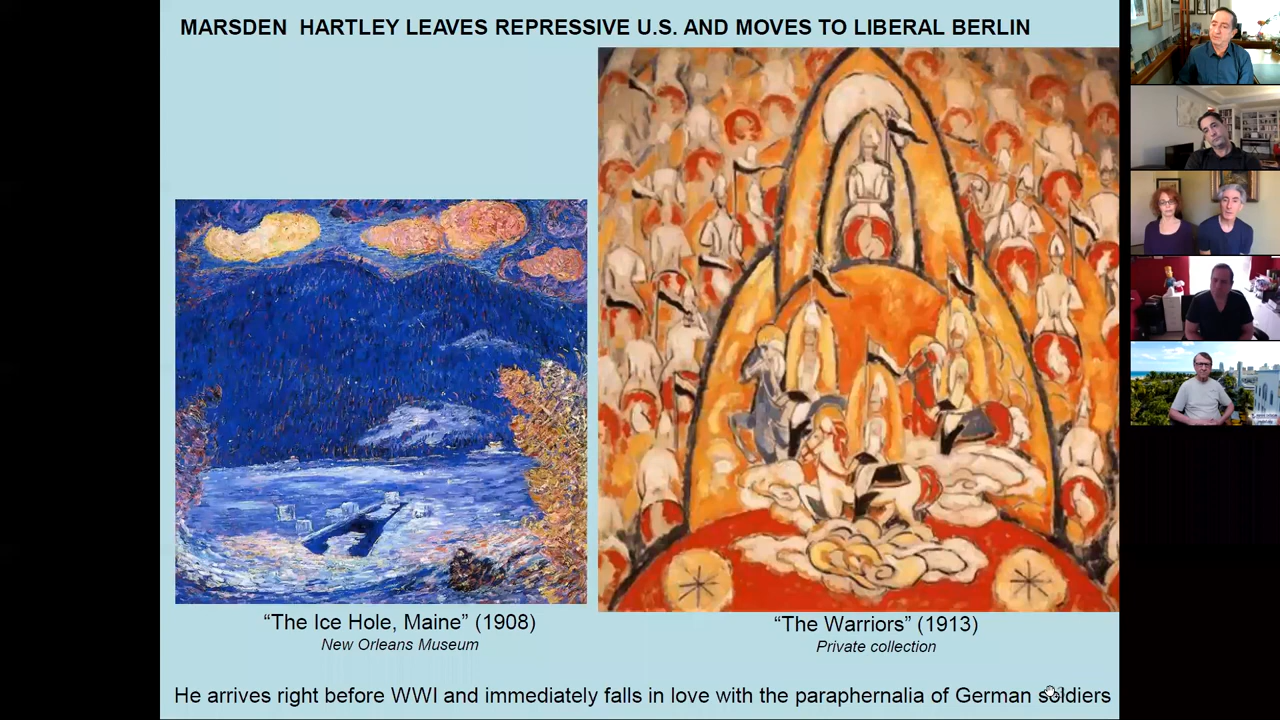 MARSDEN HARTLEY LEAVES REPRESSIVE U.S. AND MOVES TO LIBERAL BERLIN
“The Ice Hole, Maine” (1908)
New Orleans Museum
“The Warriors” (1913)
Private collection
He arrives right before WWI and immediately falls in love with the paraphernalia of German soldiers